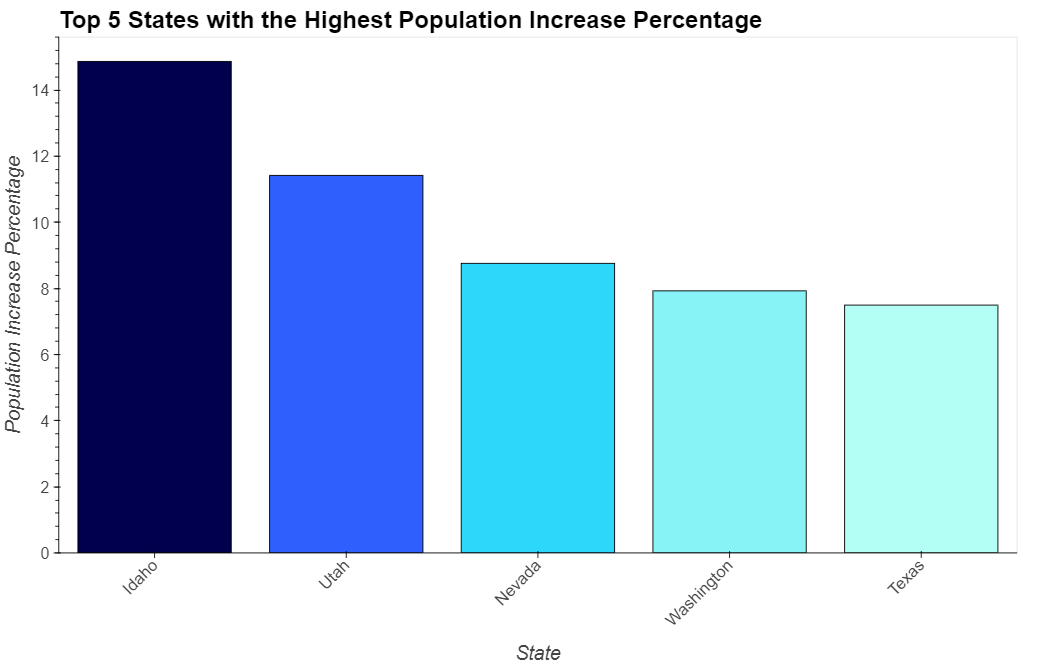 Top 5 States with the Highest Population Increase Percentage
Population Increase Percentage
14
12
10
8
6
4
2
0
Idaho
Utah
Nevada
Washington
Texas
State